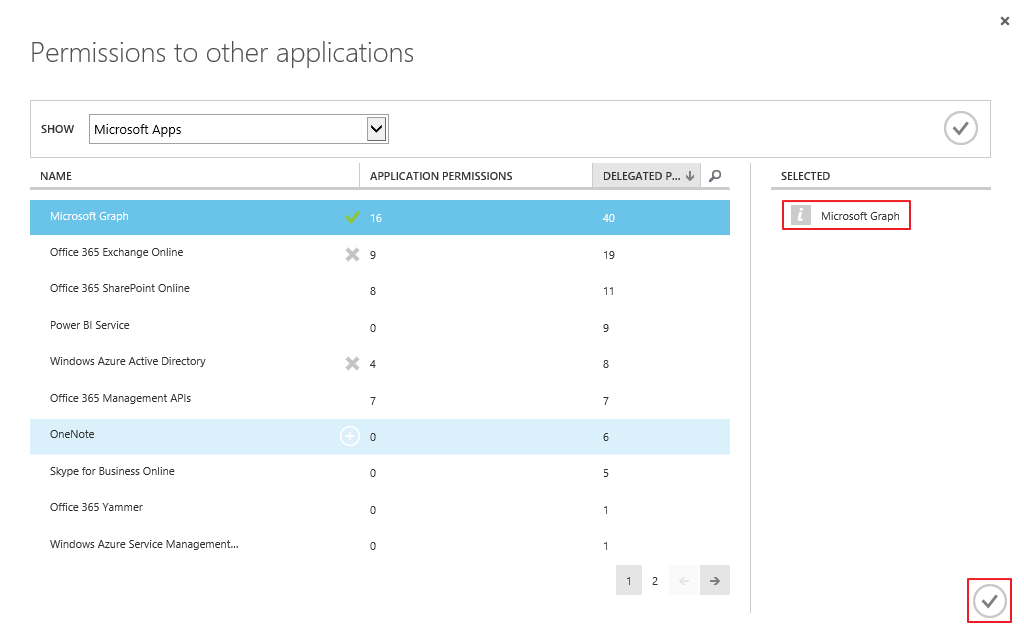 Permissions to other applications
SHOW Microsoft Apps
NAME APPLICATION PERMISSIONS DELEGATED P... SELECTED
Microsoft Graph 16 40 Microsoft Graph
Office 365 Exchange Online 9 19
Office 365 SharePoint Online 8 11
Power BI Service 0 9
Windows Azure Active Directory 4 8
Office 365 Management APIs 7 7
OneNote 0 6
Skype for Business Online 0 5
Office 365 Yammer 0 1
Windows Azure Service Management... 0 1
1 2